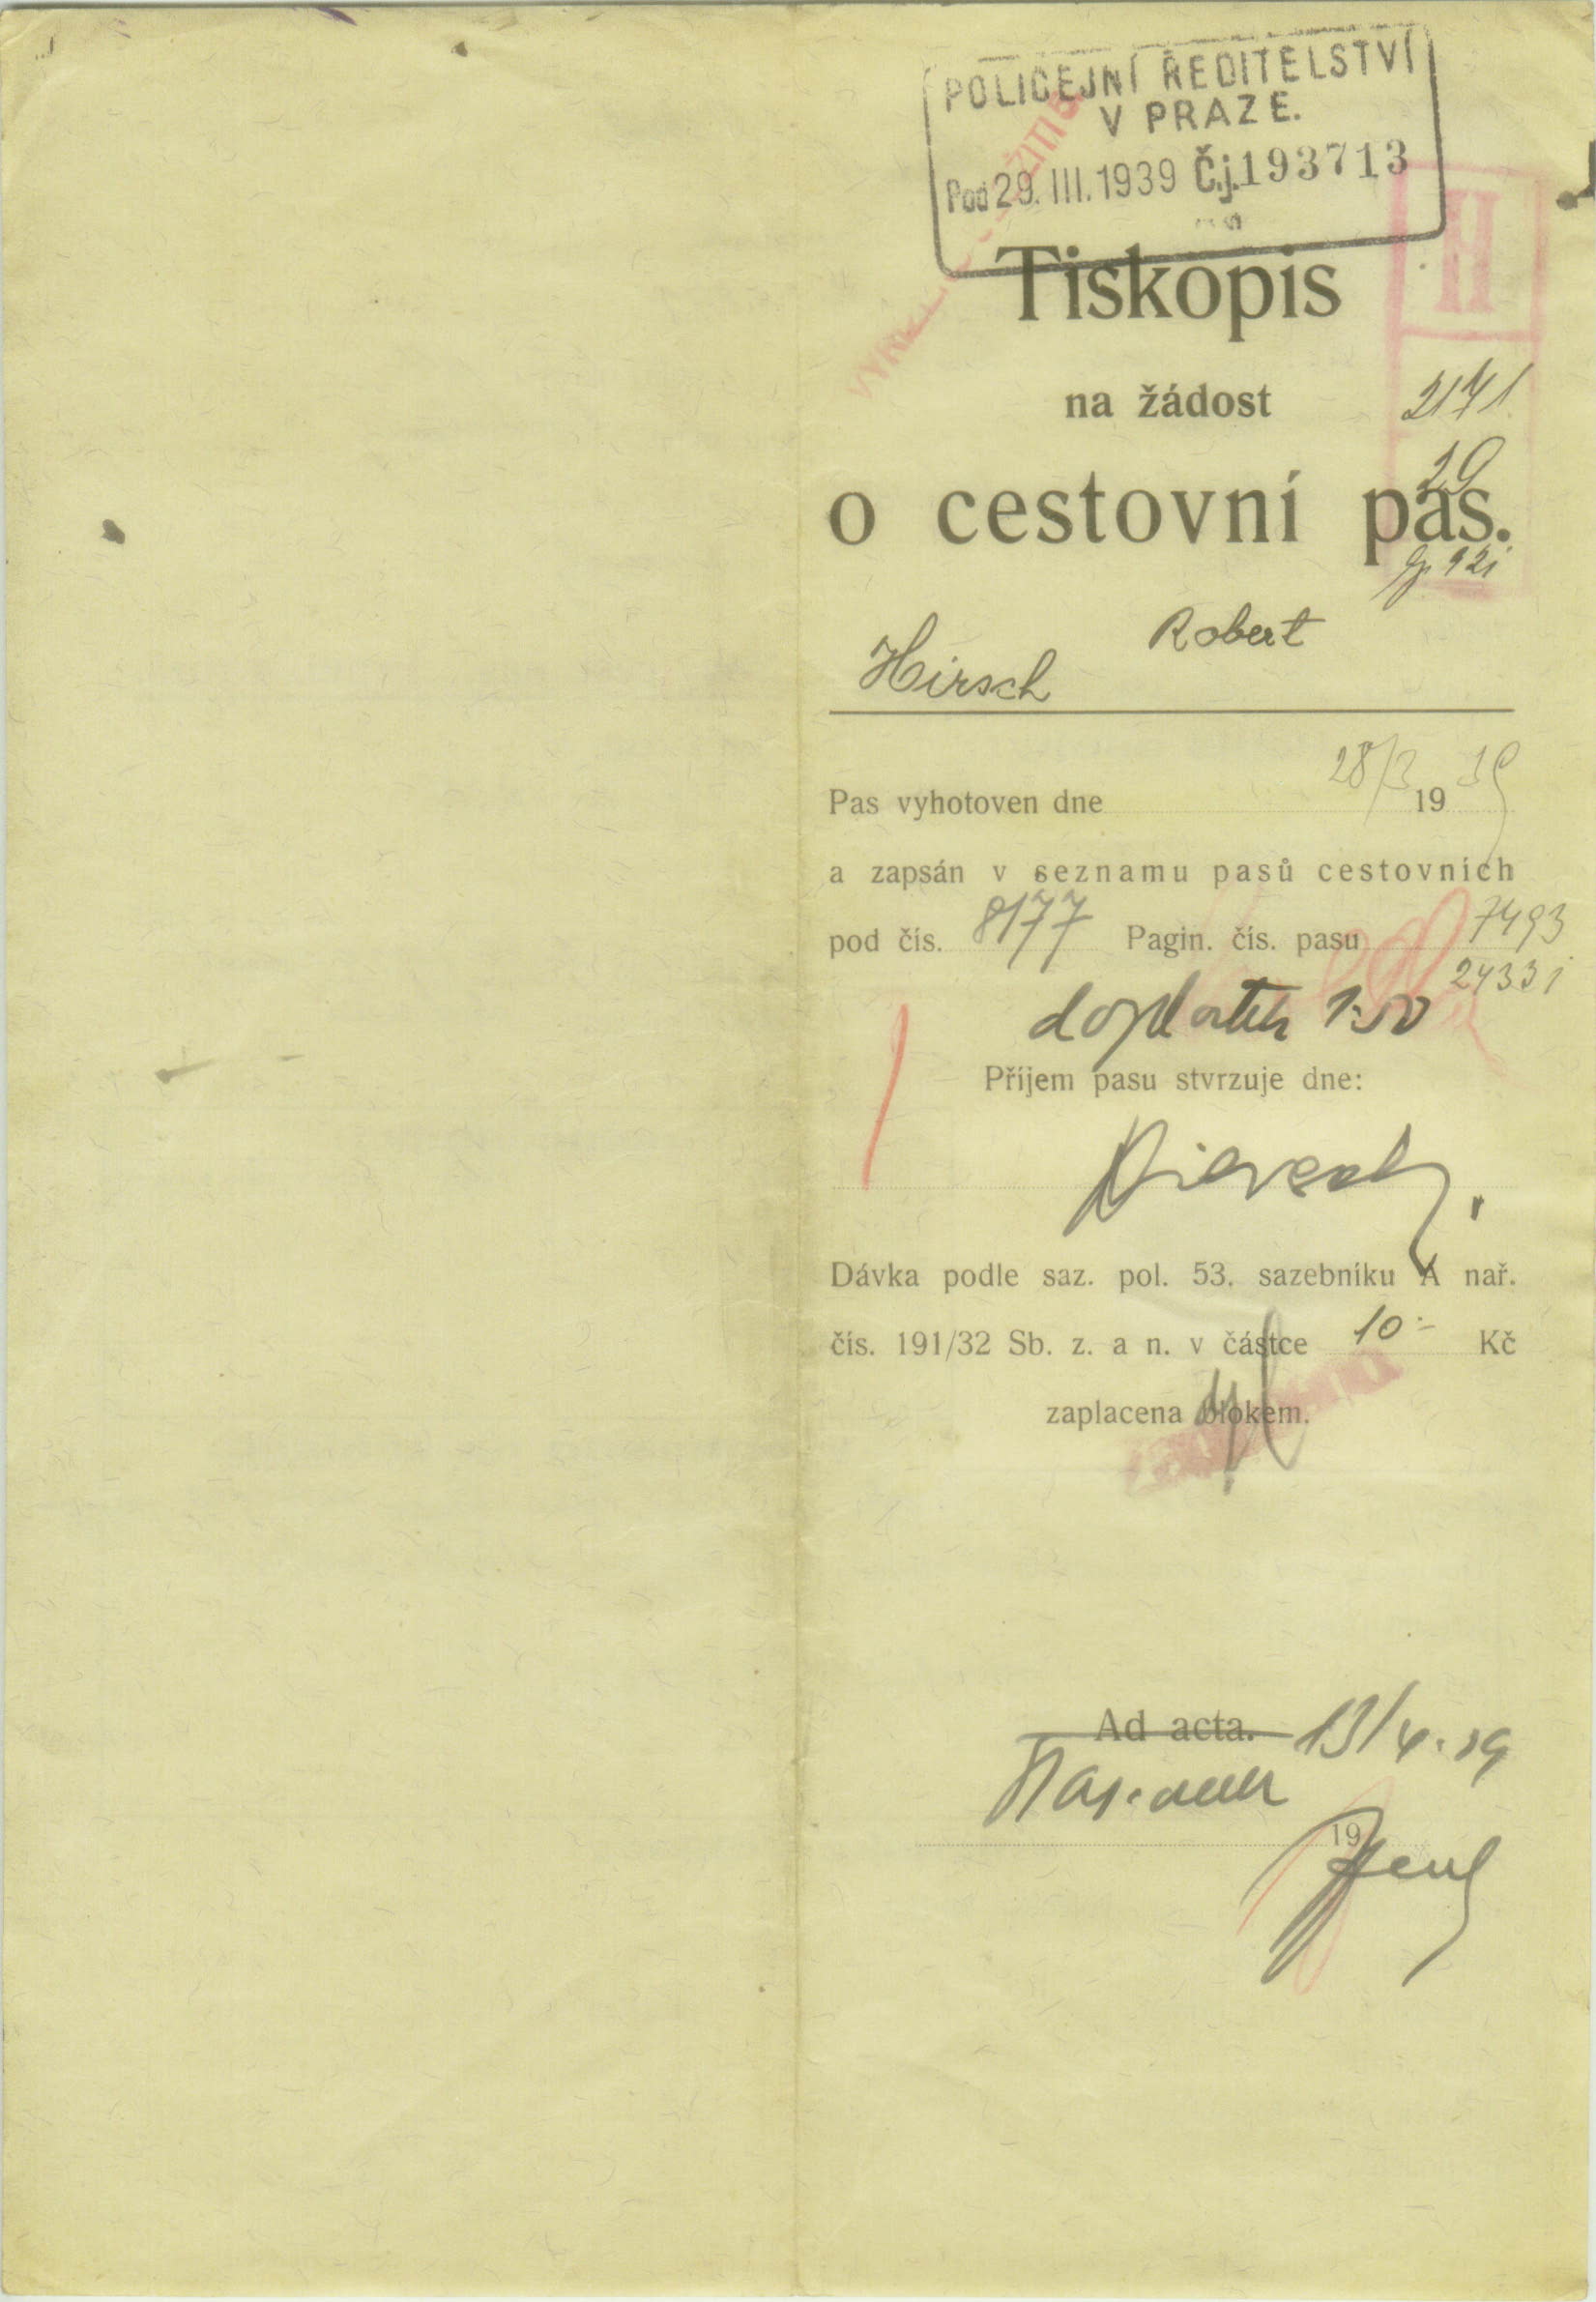 POLICEJNÍ ŘEDITELSTVÍ
V PRAZE.
Pod 29. III. 1939 Č.j. 193713
H
Tiskopis
na žádost
2171
29
o cestovní pas.
Hirsch Robert
Pas vyhotoven dne 28/3 1939
a zapsán v seznamu pasů cestovních
pod čís. 8177 Pagin. čís. pasu 7493
24331
doplatek 1·50
Příjem pasu stvrzuje dne:
Dávka podle saz. pol. 53. sazebníku A nař.
čís. 191/32 Sb. z. a n. v částce 10·- Kč
zaplacena blokem.
Ad acta. 13/4.39
19